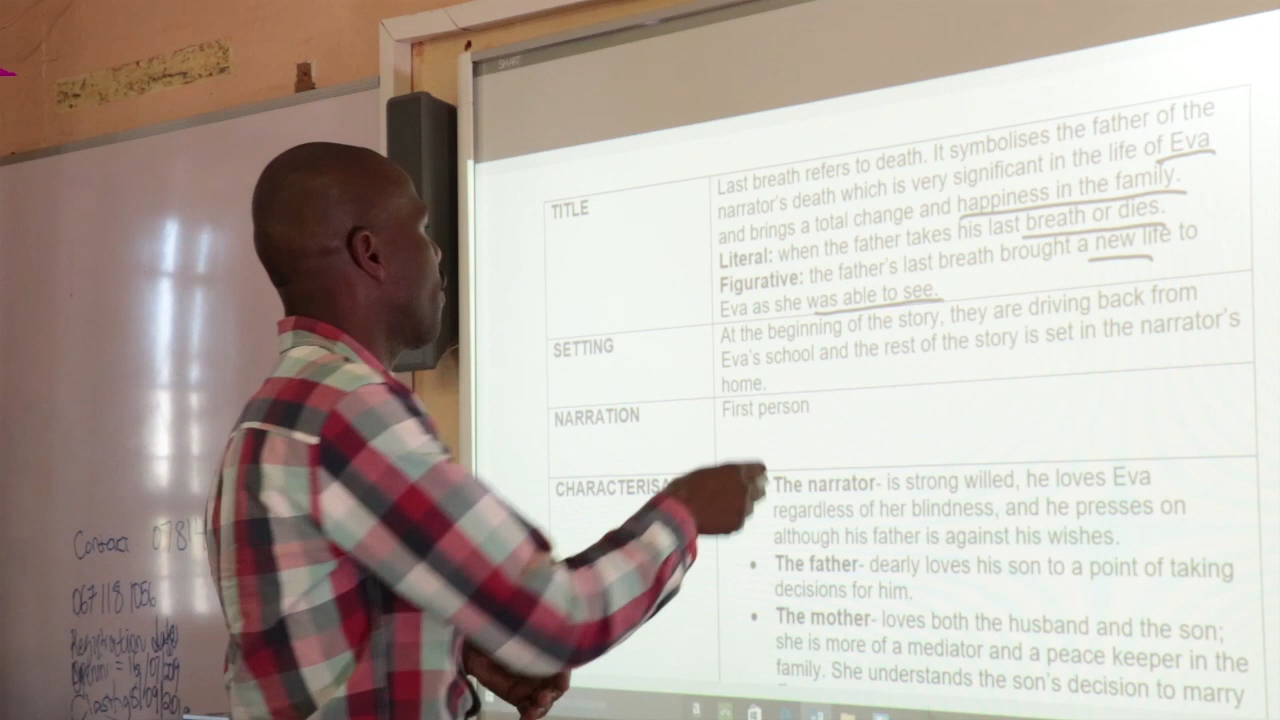 SMART
TITLE
Last breath refers to death. It symbolises the father of the
narrator's death which is very significant in the life of Eva
and brings a total change and happiness in the family.
Literal: when the father takes his last breath or dies.
Figurative: the father's last breath brought a new life to
Eva as she was able to see.
SETTING
At the beginning of the story, they are driving back from
Eva's school and the rest of the story is set in the narrator's
home.
NARRATION
First person
CHARACTERISA
The narrator- is strong willed, he loves Eva
regardless of her blindness, and he presses on
although his father is against his wishes.
• The father- dearly loves his son to a point of taking
decisions for him.
• The mother- loves both the husband and the son;
she is more of a mediator and a peace keeper in the
family. She understands the son's decision to marry
Contact 0781
067 118 1056
Registration